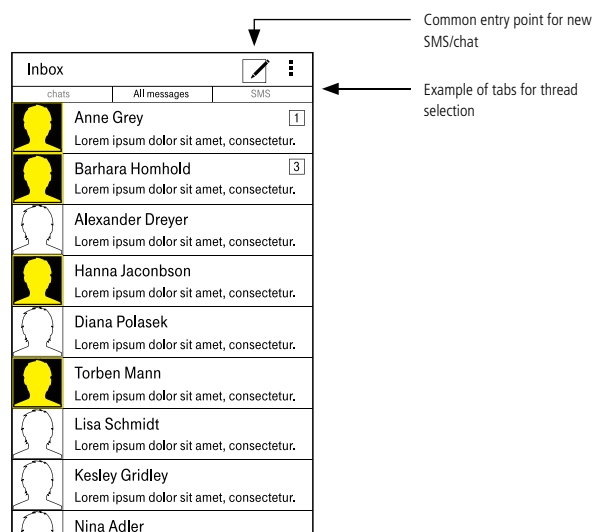 Common entry point for new
SMS/chat
Inbox
chats All messages SMS
Example of tabs for thread
selection
Anne Grey 1
Lorem ipsum dolor sit amet, consectetur.
Barhara Homhold 3
Lorem ipsum dolor sit amet, consectetur.
Alexander Dreyer
Lorem ipsum dolor sit amet, consectetur.
Hanna Jaconbson
Lorem ipsum dolor sit amet, consectetur.
Diana Polasek
Lorem ipsum dolor sit amet, consectetur.
Torben Mann
Lorem ipsum dolor sit amet, consectetur.
Lisa Schmidt
Lorem ipsum dolor sit amet, consectetur.
Kesley Gridley
Lorem ipsum dolor sit amet, consectetur.
Nina Adler